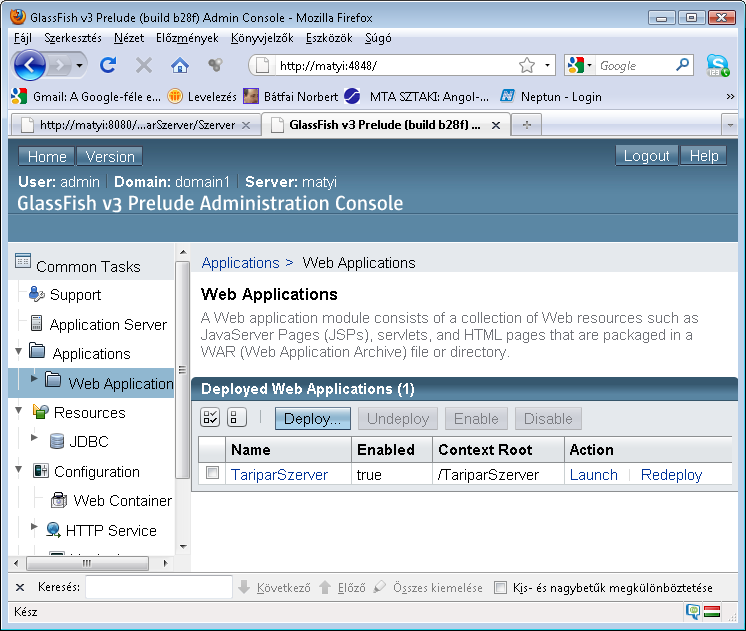 GlassFish v3 Prelude (build b28f) Admin Console - Mozilla Firefox
Fájl Szerkesztés Nézet Előzmények Könyvjelzők Eszközök Súgó
http://matyi:4848/ Google
Gmail: A Google-féle e... Levelezés Bátfai Norbert MTA SZTAKI: Angol-... Neptun - Login »
http://matyi:8080/...arSzerver/Szerver GlassFish v3 Prelude (build b28f) ...
Home Version Logout Help
User: admin Domain: domain1 Server: matyi
GlassFish v3 Prelude Administration Console
Common Tasks
Support
Application Server
Applications
Web Application
Resources
JDBC
Configuration
Web Container
HTTP Service
Applications > Web Applications
Web Applications
A Web application module consists of a collection of Web resources such as
JavaServer Pages (JSPs), servlets, and HTML pages that are packaged in a
WAR (Web Application Archive) file or directory.
Deployed Web Applications (1)
Deploy... Undeploy Enable Disable
Name Enabled Context Root Action
TariparSzerver true /TariparSzerver Launch Redeploy
Keresés: Következő Előző Összes kiemelése Kis- és nagybetűk megkülönböztetése
Kész